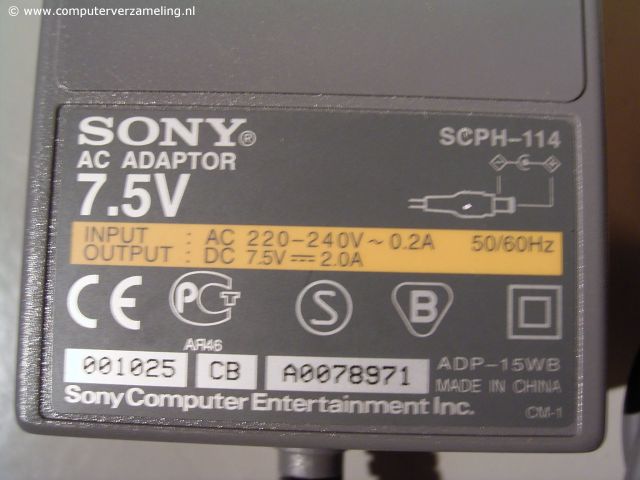 © www.computerverzameling.nl
SONY®
SCPH-114
AC ADAPTOR
7.5V
INPUT : AC 220-240V ~ 0.2A 50/60Hz
OUTPUT : DC 7.5V ⎓ 2.0A
CE PCT S B
АЯ46
001025 CB A0078971 ADP-15WB
MADE IN CHINA
Sony Computer Entertainment Inc.
CM-1